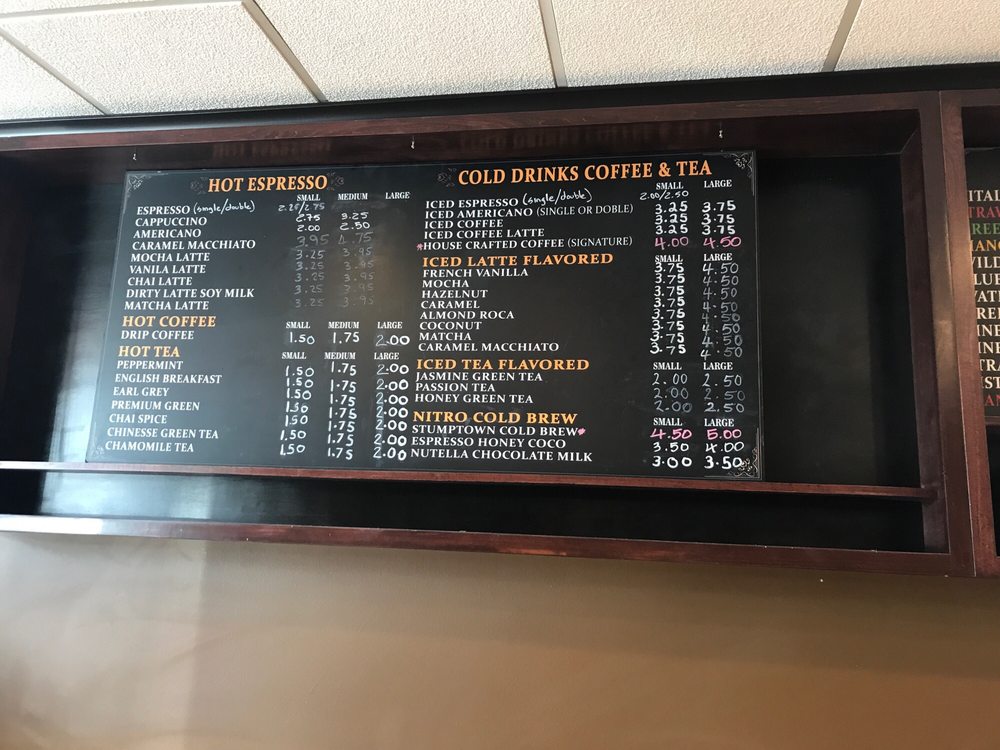 HOT ESPRESSO
SMALL MEDIUM LARGE
ESPRESSO (single/double) 2.25/2.75
CAPPUCCINO 2.75 3.25
AMERICANO 2.00 2.50
CARAMEL MACCHIATO 3.95 4.75
MOCHA LATTE 3.25 3.95
VANILA LATTE 3.25 3.95
CHAI LATTE 3.25 3.95
DIRTY LATTE SOY MILK 3.25 3.95
MATCHA LATTE 3.25 3.95
HOT COFFEE
SMALL MEDIUM LARGE
DRIP COFFEE 1.50 1.75 2.00
HOT TEA
SMALL MEDIUM LARGE
PEPPERMINT 1.50 1.75 2.00
ENGLISH BREAKFAST 1.50 1.75 2.00
EARL GREY 1.50 1.75 2.00
PREMIUM GREEN 1.50 1.75 2.00
CHAI SPICE 1.50 1.75 2.00
CHINESSE GREEN TEA 1.50 1.75 2.00
CHAMOMILE TEA 1.50 1.75 2.00
COLD DRINKS COFFEE & TEA
SMALL LARGE
ICED ESPRESSO (single/double) 2.00/2.50
ICED AMERICANO (SINGLE OR DOBLE) 3.25 3.75
ICED COFFEE 3.25 3.75
ICED COFFEE LATTE 3.25 3.75
*HOUSE CRAFTED COFFEE (SIGNATURE) 4.00 4.50
ICED LATTE FLAVORED
SMALL LARGE
FRENCH VANILLA 3.75 4.50
MOCHA 3.75 4.50
HAZELNUT 3.75 4.50
CARAMEL 3.75 4.50
ALMOND ROCA 3.75 4.50
COCONUT 3.75 4.50
MATCHA 3.75 4.50
CARAMEL MACCHIATO 3.75 4.50
ICED TEA FLAVORED
SMALL LARGE
JASMINE GREEN TEA 2.00 2.50
PASSION TEA 2.00 2.50
HONEY GREEN TEA 2.00 2.50
NITRO COLD BREW
SMALL LARGE
STUMPTOWN COLD BREW* 4.50 5.00
ESPRESSO HONEY COCO 3.50 4.00
NUTELLA CHOCOLATE MILK 3.00 3.50
ITAL
WILD